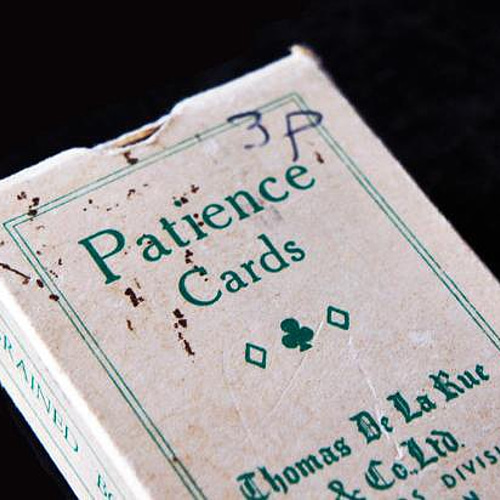 3P
Patience
Cards
Thomas De La Rue
& Co., Ltd.